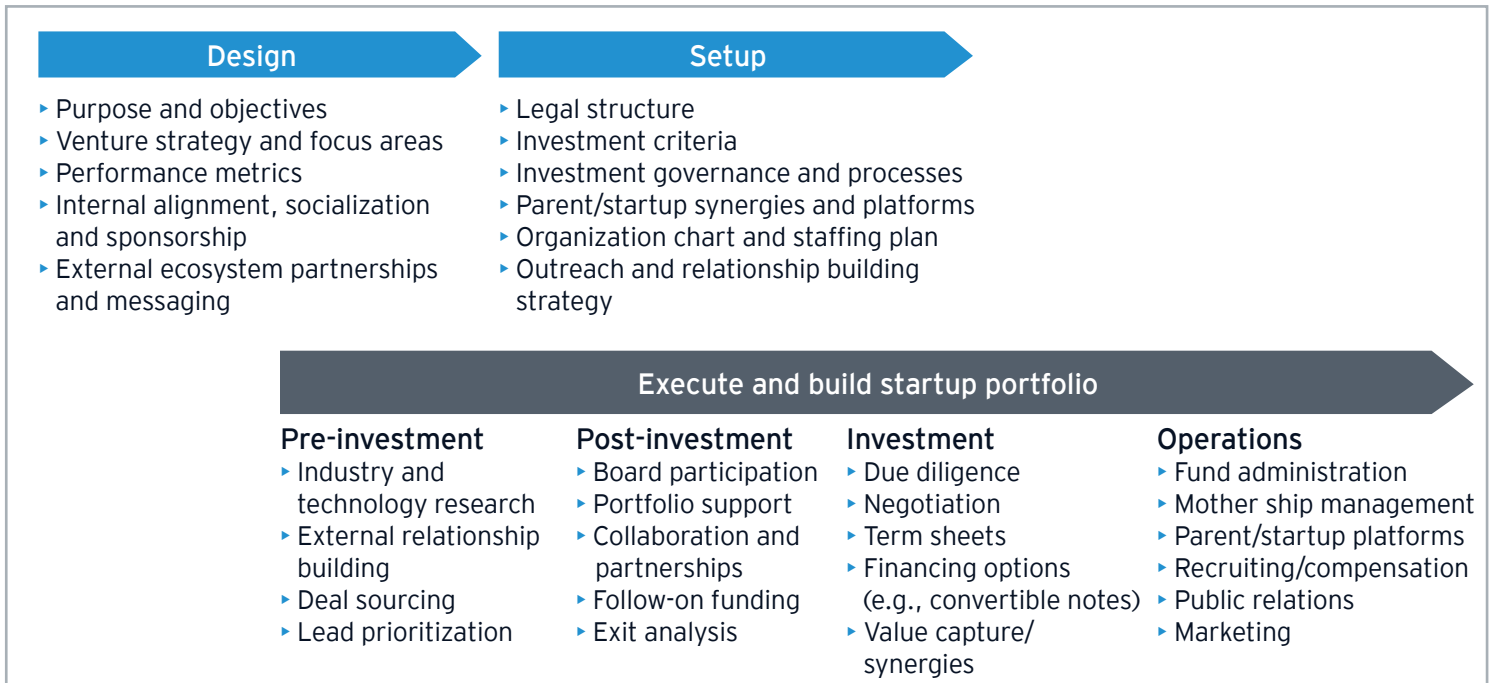 Design
‣ Purpose and objectives
‣ Venture strategy and focus areas
‣ Performance metrics
‣ Internal alignment, socialization
and sponsorship
‣ External ecosystem partnerships
and messaging
Setup
‣ Legal structure
‣ Investment criteria
‣ Investment governance and processes
‣ Parent/startup synergies and platforms
‣ Organization chart and staffing plan
‣ Outreach and relationship building
strategy
Execute and build startup portfolio
Pre-investment
‣ Industry and
technology research
‣ External relationship
building
‣ Deal sourcing
‣ Lead prioritization
Post-investment
‣ Board participation
‣ Portfolio support
‣ Collaboration and
partnerships
‣ Follow-on funding
‣ Exit analysis
Investment
‣ Due diligence
‣ Negotiation
‣ Term sheets
‣ Financing options
(e.g., convertible notes)
‣ Value capture/
synergies
Operations
‣ Fund administration
‣ Mother ship management
‣ Parent/startup platforms
‣ Recruiting/compensation
‣ Public relations
‣ Marketing